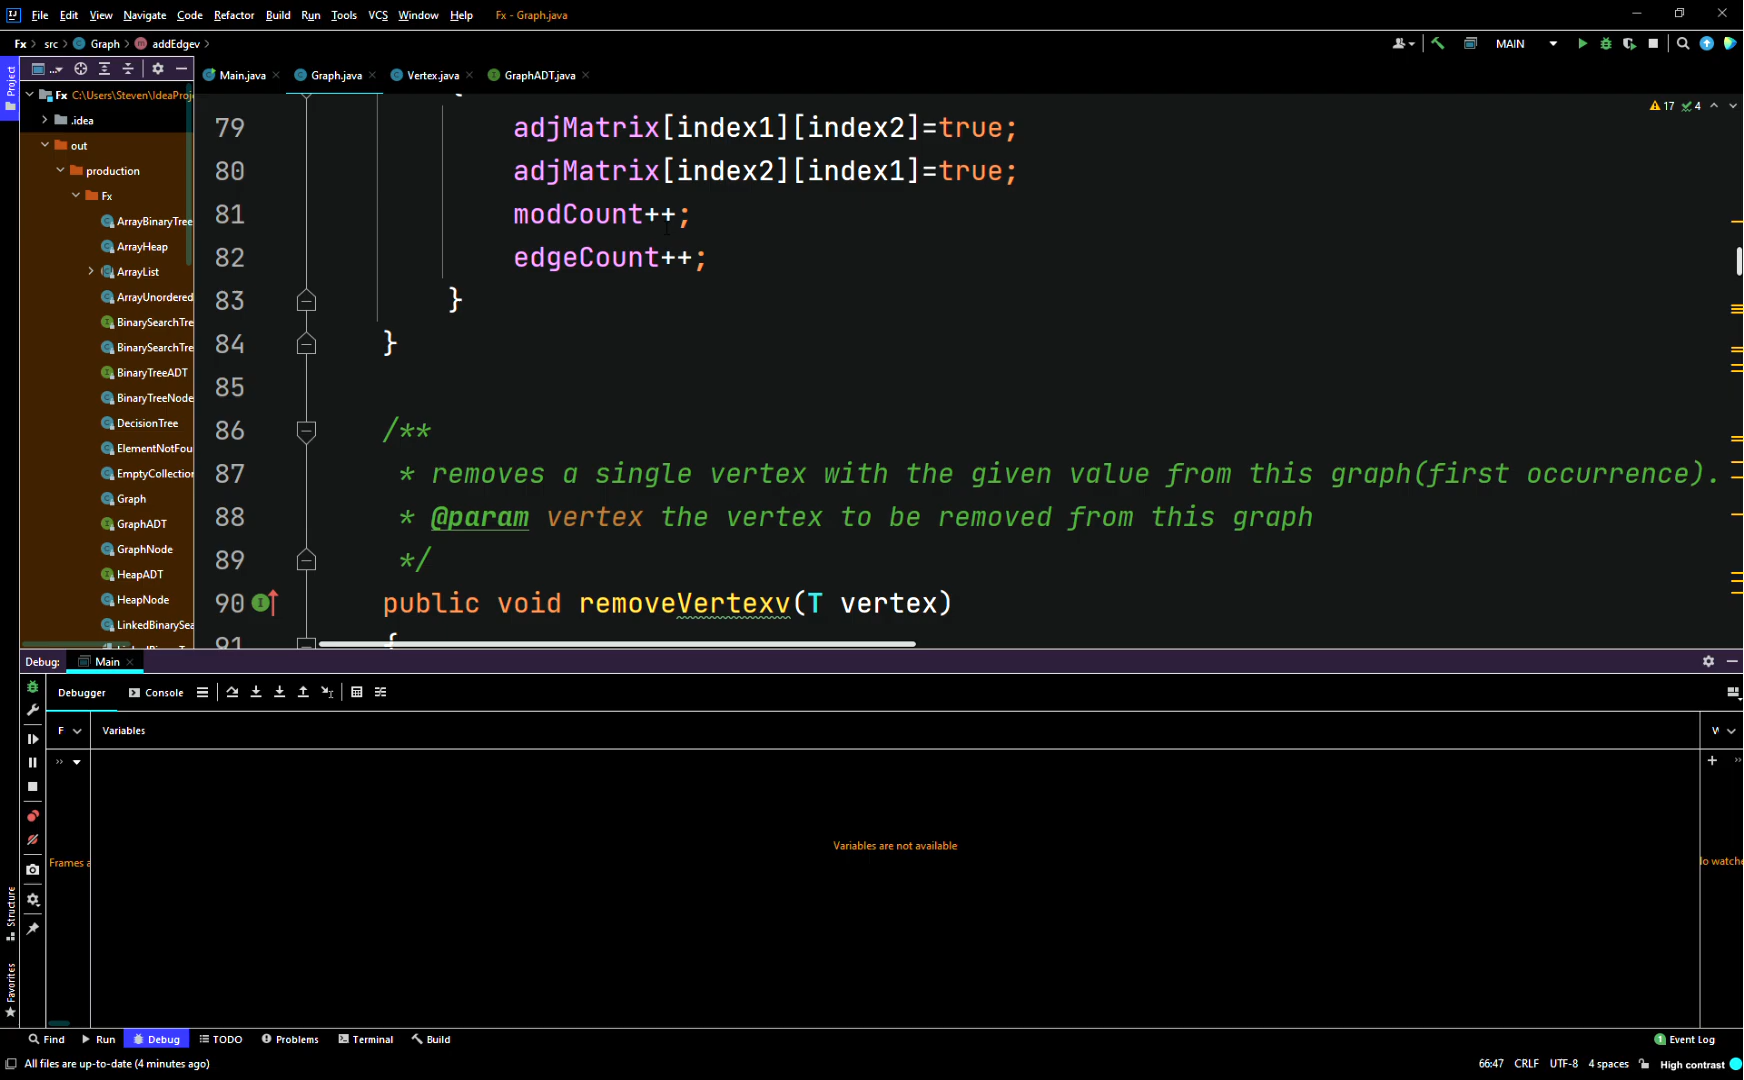 File Edit View Navigate Code Refactor Build Run Tools VCS Window Help Fx - Graph.java
Fx src Graph addEdgev MAIN
Project
Fx C:\Users\Steven\IdeaProj
.idea
out
production
Fx
ArrayBinaryTree
ArrayHeap
ArrayList
ArrayUnordered
BinarySearchTre
BinarySearchTre
BinaryTreeADT
BinaryTreeNode
DecisionTree
ElementNotFou
EmptyCollection
Graph
GraphADT
GraphNode
HeapADT
HeapNode
LinkedBinarySea
Main.java Graph.java Vertex.java GraphADT.java
17 4
79 adjMatrix[index1][index2]=true;
80 adjMatrix[index2][index1]=true;
81 modCount++;
82 edgeCount++;
83 }
84 }
85
86 /**
87 * removes a single vertex with the given value from this graph(first occurrence).
88 * @param vertex the vertex to be removed from this graph
89 */
90 public void removeVertexv(T vertex)
91 {
Debug: Main
Debugger Console
F Variables
Frames a
Variables are not available
lo watche
Structure
Favorites
Find Run Debug TODO Problems Terminal Build 1 Event Log
All files are up-to-date (4 minutes ago) 66:47 CRLF UTF-8 4 spaces High contrast